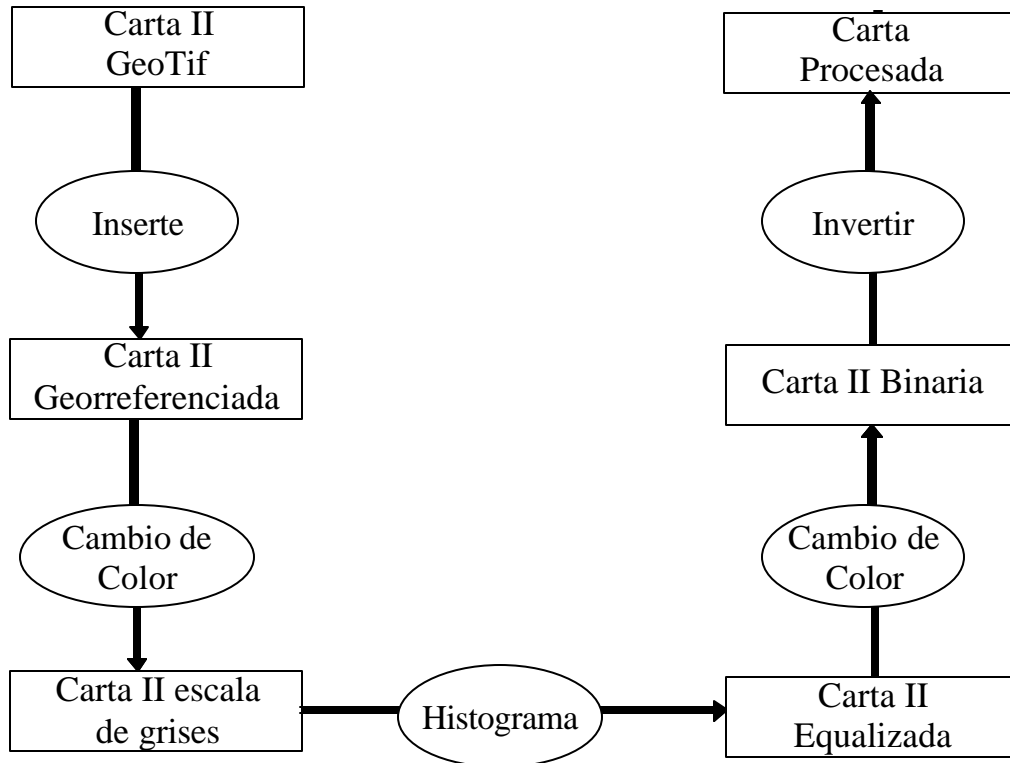 Carta II
GeoTif
Inserte
Carta II
Georreferenciada
Cambio de
Color
Carta II escala
de grises
Histograma
Carta II
Equalizada
Cambio de
Color
Carta II Binaria
Invertir
Carta
Procesada